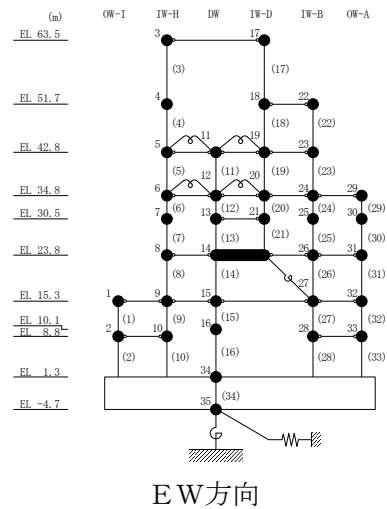 (m) OW-I IW-H DW IW-D IW-B OW-A
EL 63.5 3 17
(3) (17)
EL 51.7 4 18 22
(4) (18) (22)
EL 42.8 5 11 19 23
(5) (11) (19) (23)
EL 34.8 6 12 20 24 29
(6) (12) (20) (24) (29)
EL 30.5 7 13 21 25 30
(7) (13) (21) (25) (30)
EL 23.8 8 14 26 31
(8) (14) (26) (31)
27
EL 15.3 1 9 15 32
(1) (9) (15) (27) (32)
EL 10.1 16
EL 8.8 2 10 28 33
(2) (10) (16) (28) (33)
EL 1.3 34
(34)
EL -4.7 35
EW方向